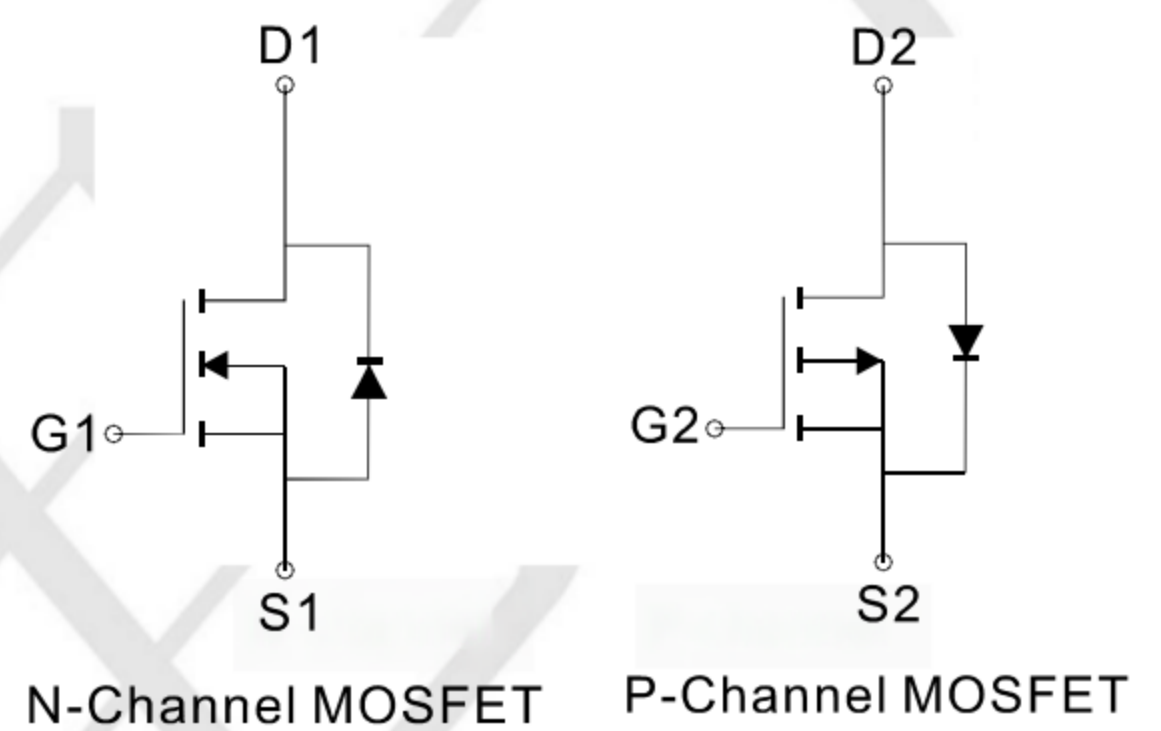 D1
D2
G1
G2
S1
S2
N-Channel MOSFET
P-Channel MOSFET